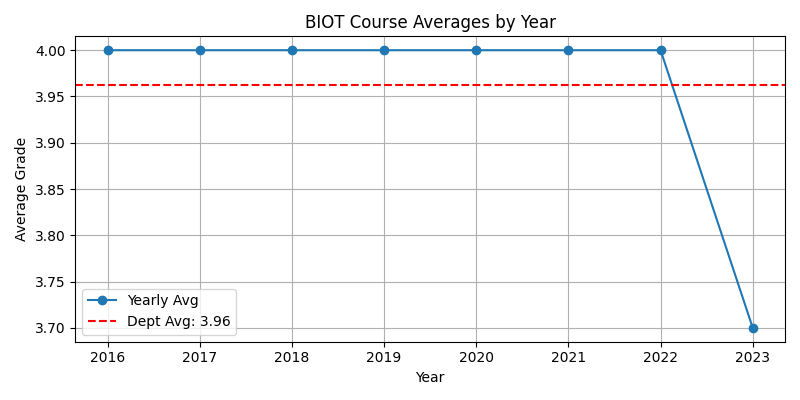 BIOT Course Averages by Year
Average Grade
4.00
3.95
3.90
3.85
3.80
3.75
3.70
Yearly Avg
Dept Avg: 3.96
2016 2017 2018 2019 2020 2021 2022 2023
Year